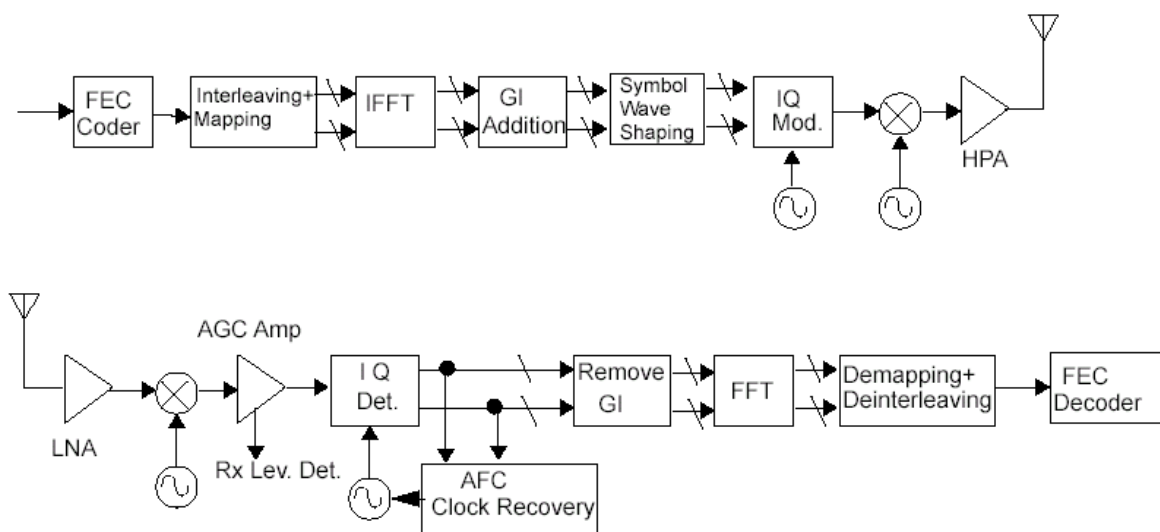 FEC
Coder
Interleaving+
Mapping
IFFT
GI
Addition
Symbol
Wave
Shaping
IQ
Mod.
HPA
LNA
AGC Amp
Rx Lev. Det.
I Q
Det.
AFC
Clock Recovery
Remove
GI
FFT
Demapping+
Deinterleaving
FEC
Decoder